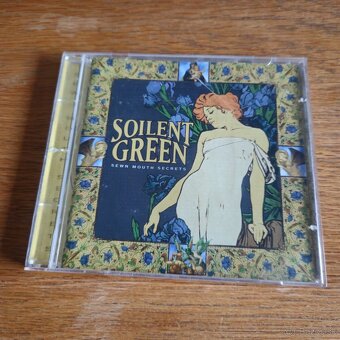 SOILENT
GREEN
SEWN MOUTH SECRETS